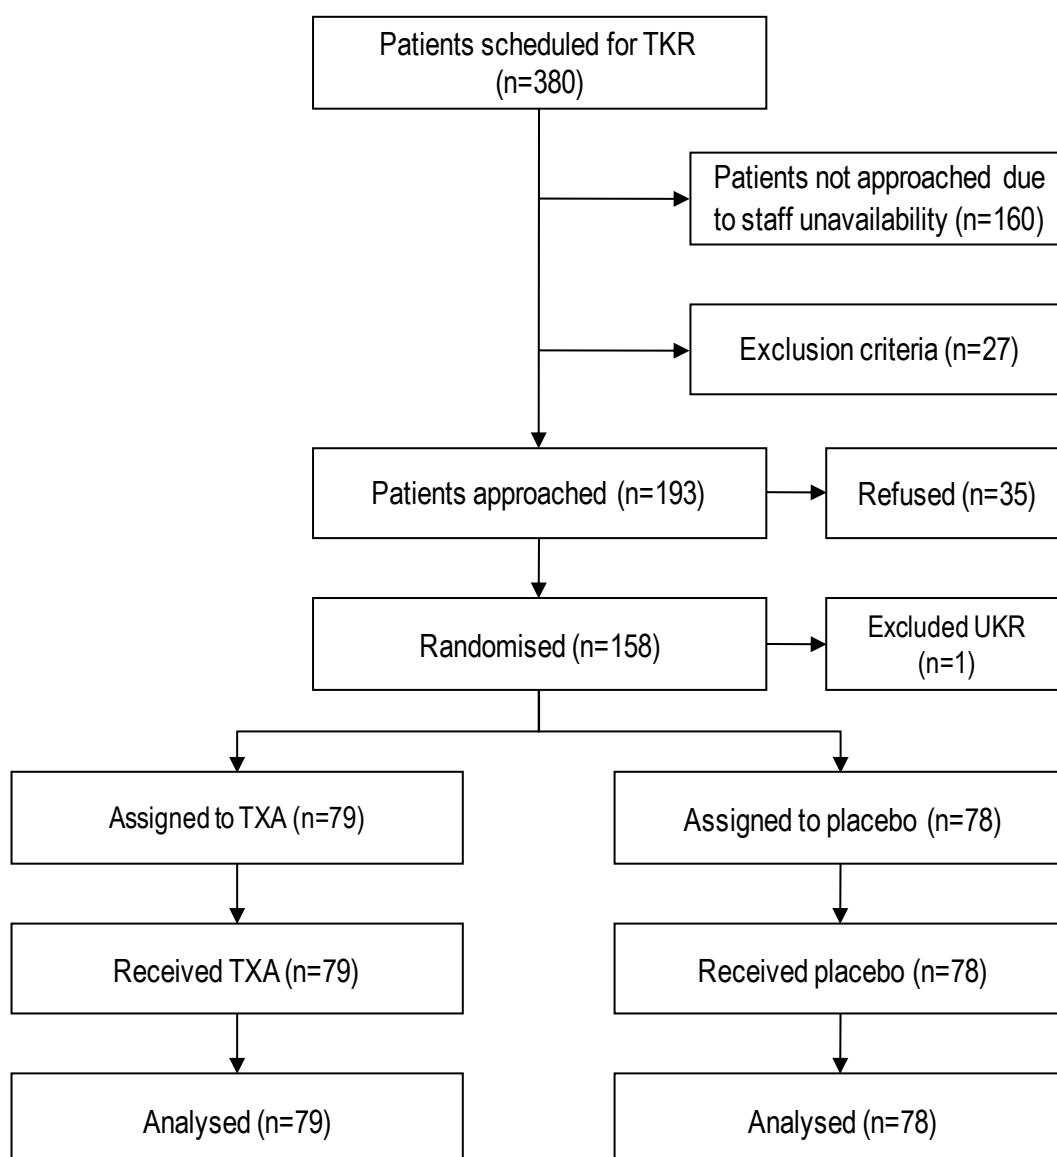 Patients scheduled for TKR
(n=380)
Patients not approached due
to staff unavailability (n=160)
Exclusion criteria (n=27)
Patients approached (n=193)
Refused (n=35)
Randomised (n=158)
Excluded UKR
(n=1)
Assigned to TXA (n=79)
Assigned to placebo (n=78)
Received TXA (n=79)
Received placebo (n=78)
Analysed (n=79)
Analysed (n=78)